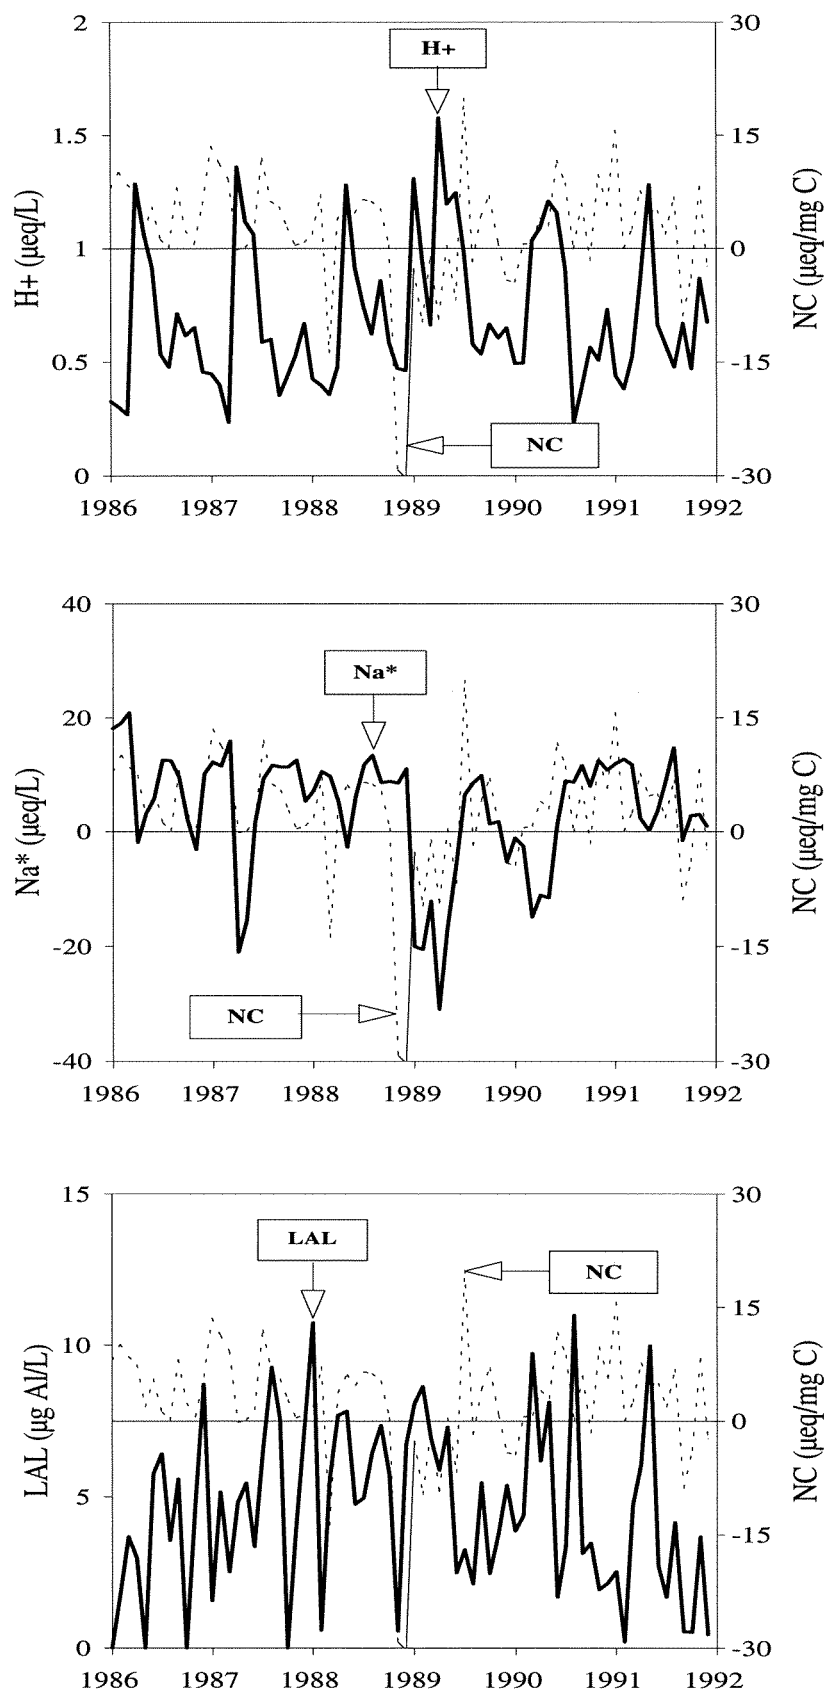 2 30
H+
1.5 15
H+ (µeq/L)
1 0
NC (µeq/mg C)
0.5 -15
NC
0 -30
1986 1987 1988 1989 1990 1991 1992
40 30
Na*
20 15
Na* (µeq/L)
0 0
NC (µeq/mg C)
-20 -15
NC
-40 -30
1986 1987 1988 1989 1990 1991 1992
15 30
LAL
NC
10 15
LAL (µg Al/L)
0
NC (µeq/mg C)
5 -15
0 -30
1986 1987 1988 1989 1990 1991 1992